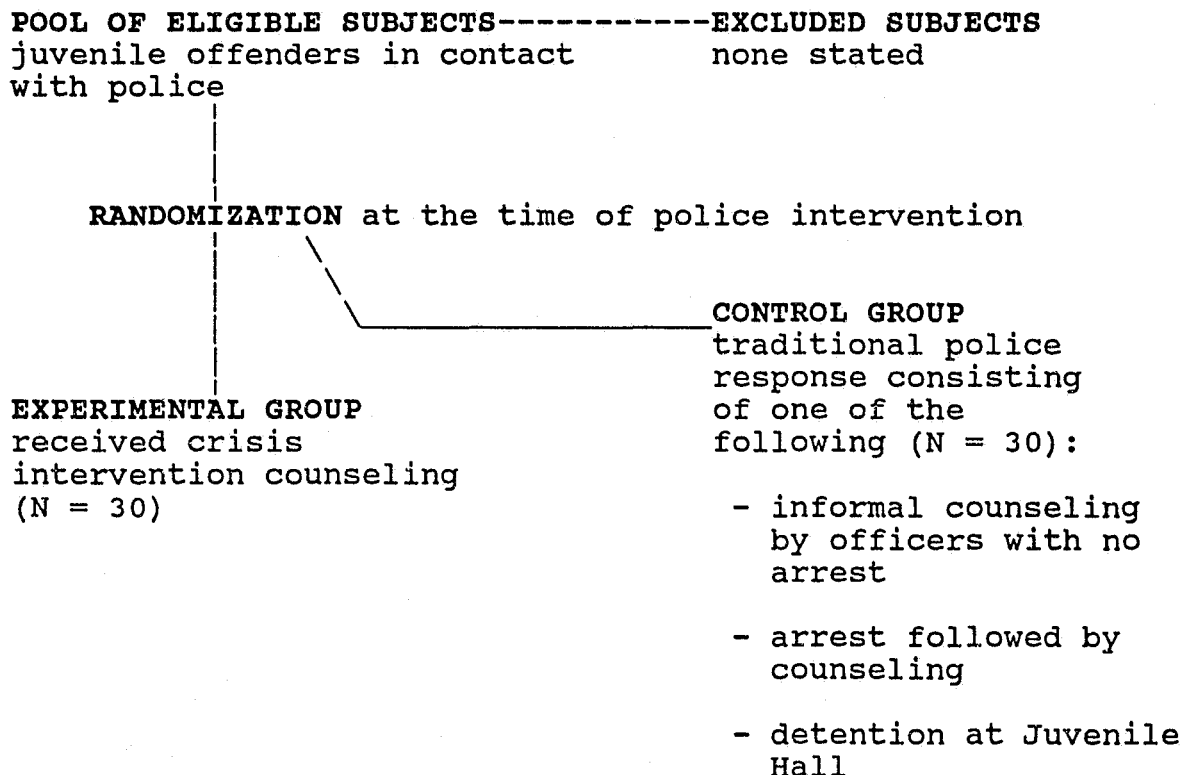 POOL OF ELIGIBLE SUBJECTS-----------EXCLUDED SUBJECTS
juvenile offenders in contact none stated
with police
RANDOMIZATION at the time of police intervention
CONTROL GROUP
traditional police
response consisting
of one of the
following (N = 30):
EXPERIMENTAL GROUP
received crisis
intervention counseling
(N = 30)
- informal counseling
by officers with no
arrest
- arrest followed by
counseling
- detention at Juvenile
Hall